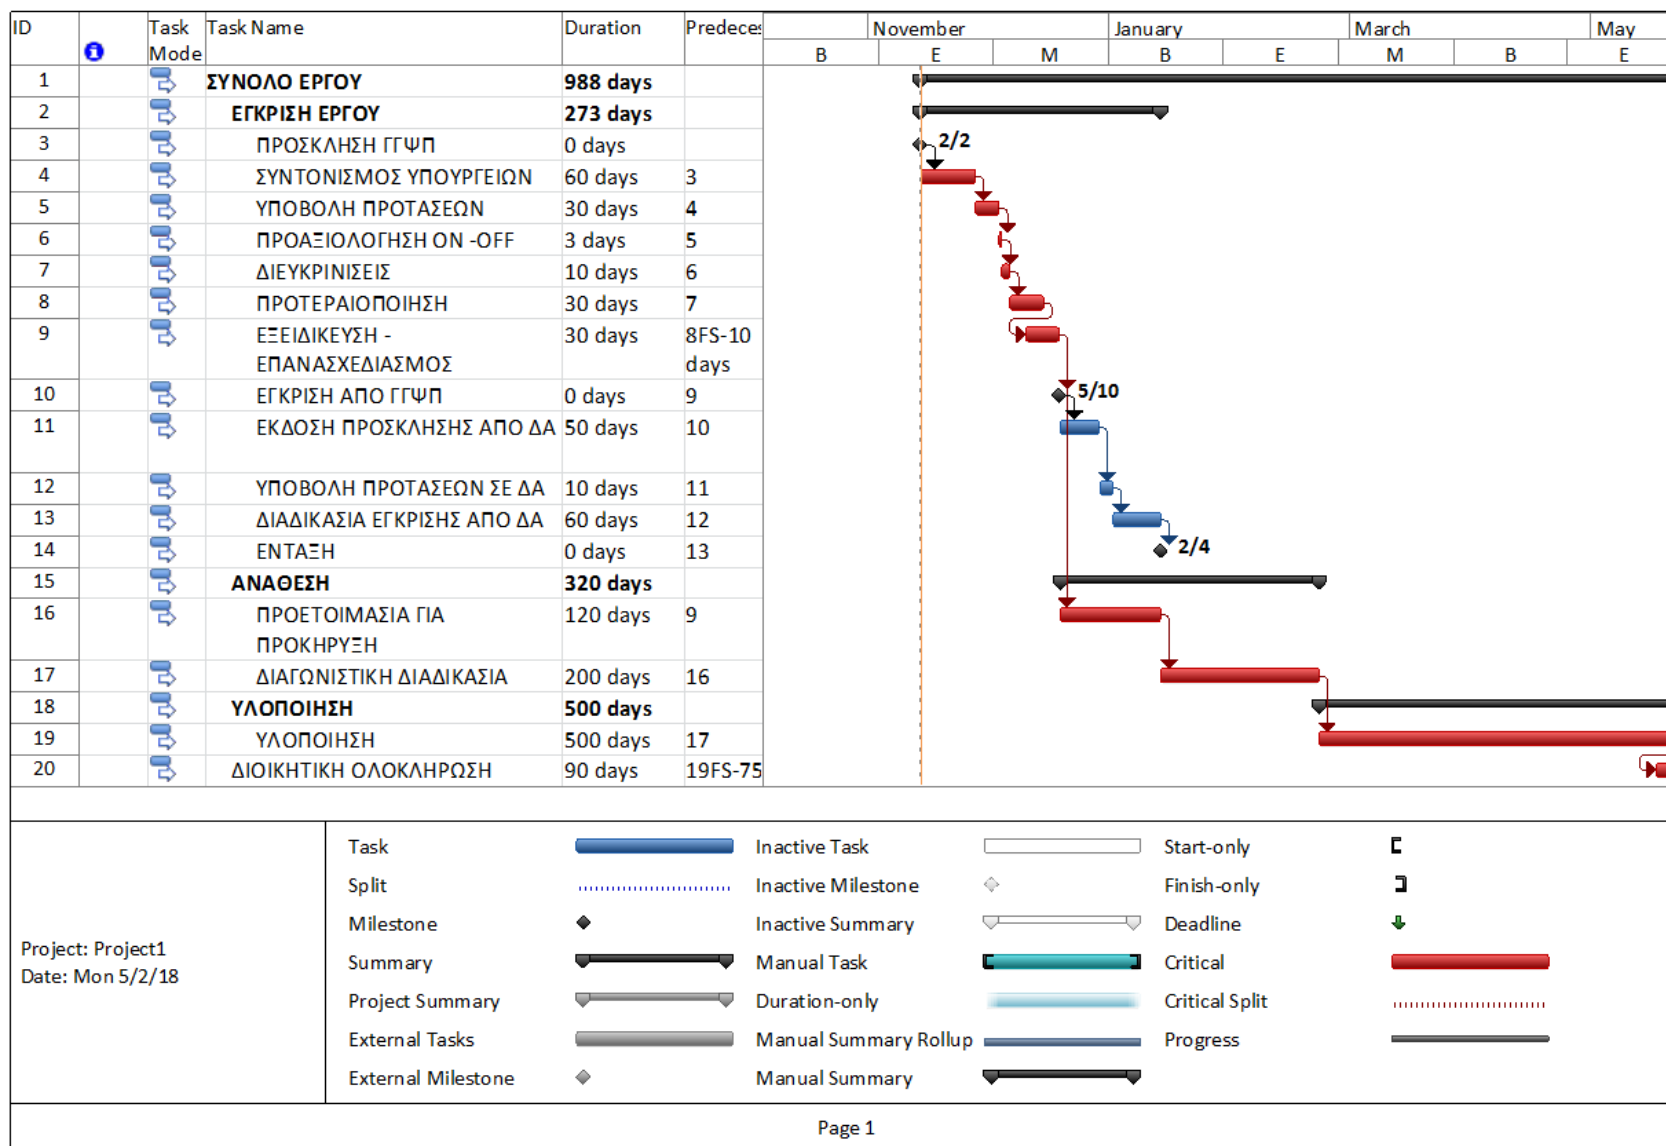 ID Task Task Name Duration Predeces
Mode
November January March May
B E M B E M B E
1 ΣΥΝΟΛΟ ΕΡΓΟΥ 988 days
2 ΕΓΚΡΙΣΗ ΕΡΓΟΥ 273 days
3 ΠΡΟΣΚΛΗΣΗ ΓΓΨΠ 0 days 2/2
4 ΣΥΝΤΟΝΙΣΜΟΣ ΥΠΟΥΡΓΕΙΩΝ 60 days 3
5 ΥΠΟΒΟΛΗ ΠΡΟΤΑΣΕΩΝ 30 days 4
6 ΠΡΟΑΞΙΟΛΟΓΗΣΗ ON -OFF 3 days 5
7 ΔΙΕΥΚΡΙΝΙΣΕΙΣ 10 days 6
8 ΠΡΟΤΕΡΑΙΟΠΟΙΗΣΗ 30 days 7
9 ΕΞΕΙΔΙΚΕΥΣΗ - 30 days 8FS-10
ΕΠΑΝΑΣΧΕΔΙΑΣΜΟΣ days
10 ΕΓΚΡΙΣΗ ΑΠΟ ΓΓΨΠ 0 days 9 5/10
11 ΕΚΔΟΣΗ ΠΡΟΣΚΛΗΣΗΣ ΑΠΟ ΔΑ 50 days 10
12 ΥΠΟΒΟΛΗ ΠΡΟΤΑΣΕΩΝ ΣΕ ΔΑ 10 days 11
13 ΔΙΑΔΙΚΑΣΙΑ ΕΓΚΡΙΣΗΣ ΑΠΟ ΔΑ 60 days 12
14 ΕΝΤΑΞΗ 0 days 13 2/4
15 ΑΝΑΘΕΣΗ 320 days
16 ΠΡΟΕΤΟΙΜΑΣΙΑ ΓΙΑ 120 days 9
ΠΡΟΚΗΡΥΞΗ
17 ΔΙΑΓΩΝΙΣΤΙΚΗ ΔΙΑΔΙΚΑΣΙΑ 200 days 16
18 ΥΛΟΠΟΙΗΣΗ 500 days
19 ΥΛΟΠΟΙΗΣΗ 500 days 17
20 ΔΙΟΙΚΗΤΙΚΗ ΟΛΟΚΛΗΡΩΣΗ 90 days 19FS-75
Project: Project1
Date: Mon 5/2/18
Task Inactive Task Start-only
Split Inactive Milestone Finish-only
Milestone Inactive Summary Deadline
Summary Manual Task Critical
Project Summary Duration-only Critical Split
External Tasks Manual Summary Rollup Progress
External Milestone Manual Summary
Page 1